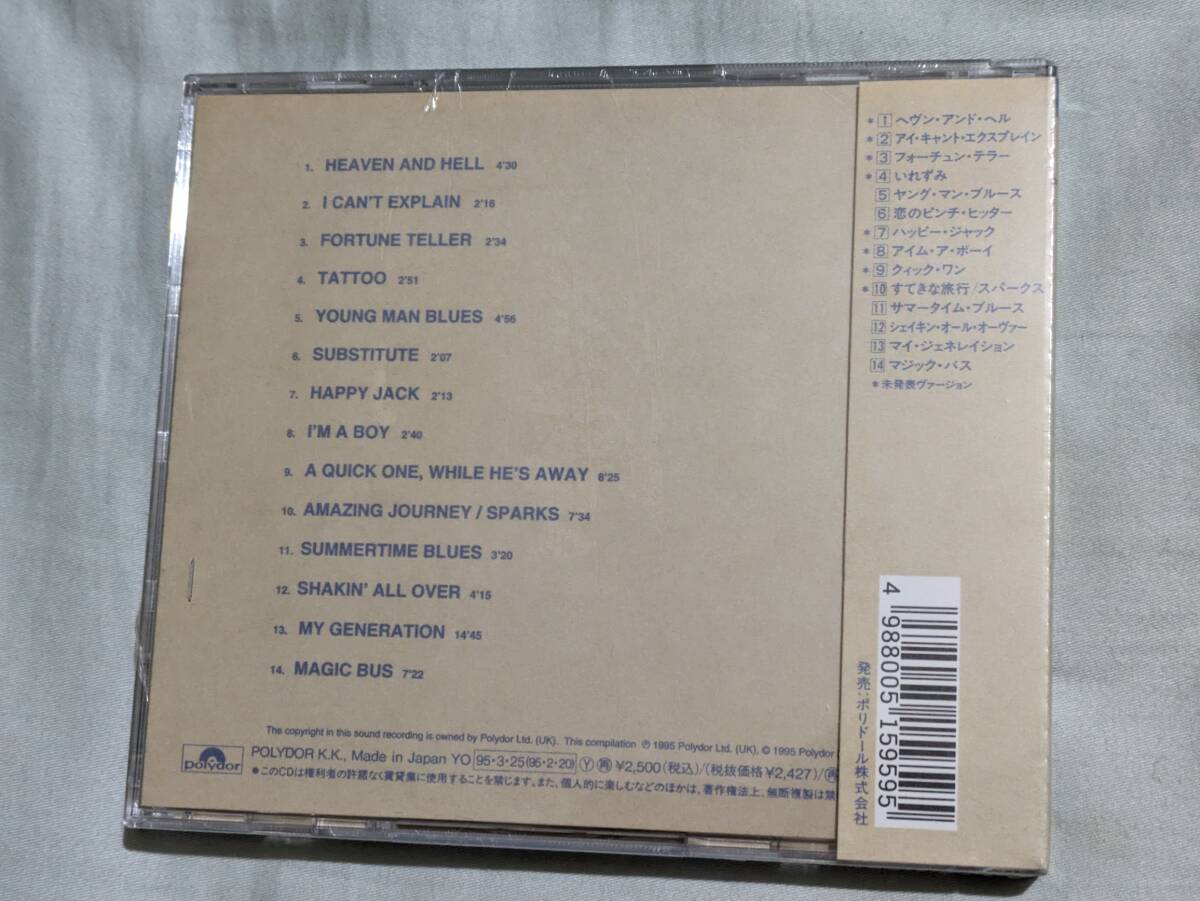 1. HEAVEN AND HELL 4'30
2. I CAN'T EXPLAIN 2'16
3. FORTUNE TELLER 2'34
4. TATTOO 2'51
5. YOUNG MAN BLUES 4'56
6. SUBSTITUTE 2'07
7. HAPPY JACK 2'13
8. I'M A BOY 2'40
9. A QUICK ONE, WHILE HE'S AWAY 8'25
10. AMAZING JOURNEY / SPARKS 7'34
11. SUMMERTIME BLUES 3'20
12. SHAKIN' ALL OVER 4'15
13. MY GENERATION 14'45
14. MAGIC BUS 7'22
The copyright in this sound recording is owned by Polydor Ltd. (UK). This compilation ℗ 1995 Polydor Ltd. (UK), © 1995 Polydor
polydor
POLYDOR K.K., Made in Japan YO 95・3・25(95・2・20) Ⓨ ㊞ ¥2,500(税込)/(税抜価格¥2,427)/
●このCDは権利者の許諾なく賃貸業に使用することを禁じます。また、個人的に楽しむなどのほかは、著作権法上、無断複製は禁
*1 ヘヴン・アンド・ヘル
*2 アイ・キャント・エクスプレイン
*3 フォーチュン・テラー
*4 いれずみ
5 ヤング・マン・ブルース
6 恋のピンチ・ヒッター
*7 ハッピー・ジャック
*8 アイム・ア・ボーイ
*9 クィック・ワン
*10 すてきな旅行/スパークス
11 サマータイム・ブルース
12 シェイキン・オール・オーヴァー
13 マイ・ジェネレイション
14 マジック・バス
*未発表ヴァージョン
4 988005 159595
発売:ポリドール株式会社